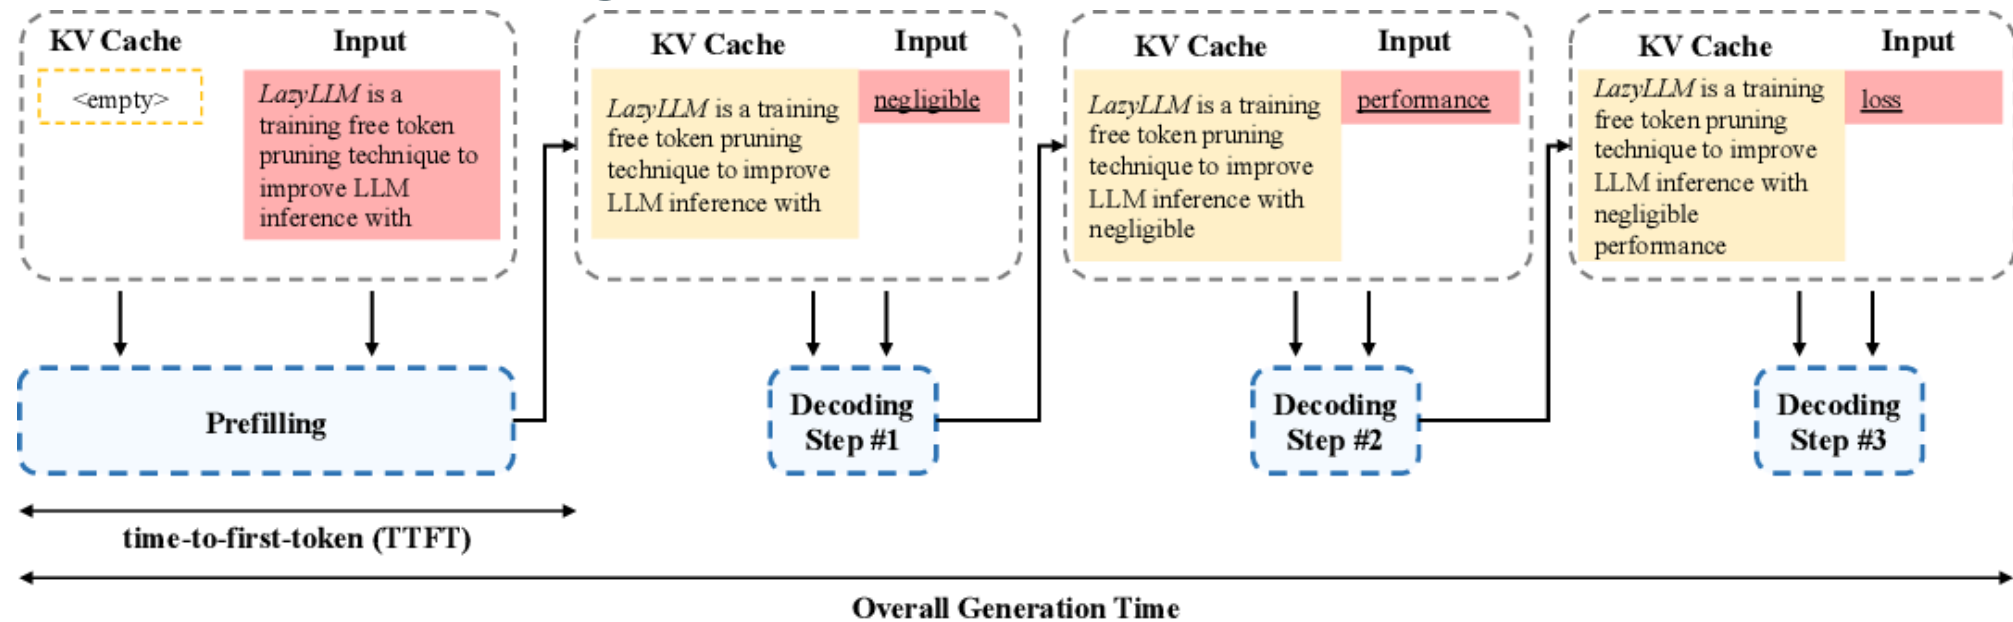 KV Cache
Input
<empty>
LazyLLM is a
training free token
pruning technique to
improve LLM
inference with
KV Cache
Input
LazyLLM is a training
free token pruning
technique to improve
LLM inference with
negligible
KV Cache
Input
LazyLLM is a training
free token pruning
technique to improve
LLM inference with
negligible
performance
KV Cache
Input
LazyLLM is a training
free token pruning
technique to improve
LLM inference with
negligible
performance
loss
Prefilling
Decoding
Step #1
Decoding
Step #2
Decoding
Step #3
time-to-first-token (TTFT)
Overall Generation Time